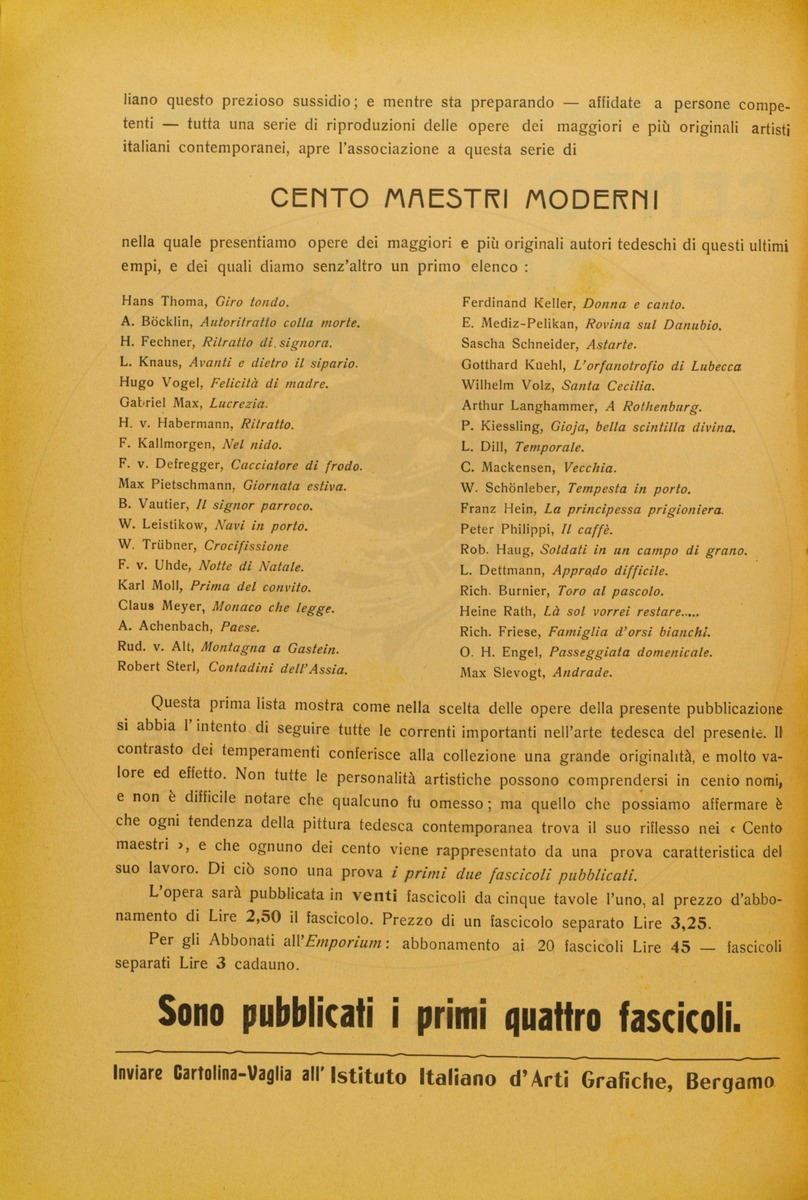 liano questo prezioso sussidio; e mentre sta preparando — affidate a persone compe-
tenti — tutta una serie di riproduzioni delle opere dei maggiori e più originali artisti
italiani contemporanei, apre l'associazione a questa serie di
CENTO MAESTRI MODERNI
nella quale presentiamo opere dei maggiori e più originali autori tedeschi di questi ultimi
empi, e dei quali diamo senz'altro un primo elenco :
Hans Thoma, Giro tondo.
A. Böcklin, Autoritratto colla morte.
H. Fechner, Ritratto di signora.
L. Knaus, Avanti e dietro il sipario.
Hugo Vogel, Felicità di madre.
Gabriel Max, Lucrezia.
H. v. Habermann, Ritratto.
F. Kallmorgen, Nel nido.
F. v. Defregger, Cacciatore di frodo.
Max Pietschmann, Giornata estiva.
B. Vautier, Il signor parroco.
W. Leistikow, Navi in porto.
W. Trübner, Crocifissione
F. v. Uhde, Notte di Natale.
Karl Moll, Prima del convito.
Claus Meyer, Monaco che legge.
A. Achenbach, Paese.
Rud. v. Alt, Montagna a Gastein.
Robert Sterl, Contadini dell'Assia.
Ferdinand Keller, Donna e canto.
E. Mediz-Pelikan, Rovina sul Danubio.
Sascha Schneider, Astarte.
Gotthard Kuehl, L'orfanotrofio di Lubecca
Wilhelm Volz, Santa Cecilia.
Arthur Langhammer, A Rothenburg.
P. Kiessling, Gioja, bella scintilla divina.
L. Dill, Temporale.
C. Mackensen, Vecchia.
W. Schönleber, Tempesta in porto.
Franz Hein, La principessa prigioniera.
Peter Philippi, Il caffè.
Rob. Haug, Soldati in un campo di grano.
L. Dettmann, Approdo difficile.
Rich. Burnier, Toro al pascolo.
Heine Rath, Là sol vorrei restare.....
Rich. Friese, Famiglia d'orsi bianchi.
O. H. Engel, Passeggiata domenicale.
Max Slevogt, Andrade.
Questa prima lista mostra come nella scelta delle opere della presente pubblicazione
si abbia l'intento di seguire tutte le correnti importanti nell'arte tedesca del presente. Il
contrasto dei temperamenti conferisce alla collezione una grande originalità, e molto va-
lore ed effetto. Non tutte le personalità artistiche possono comprendersi in cento nomi,
e non è difficile notare che qualcuno fu omesso; ma quello che possiamo affermare è
che ogni tendenza della pittura tedesca contemporanea trova il suo riflesso nei ‹ Cento
maestri ›, e che ognuno dei cento viene rappresentato da una prova caratteristica del
suo lavoro. Di ciò sono una prova i primi due fascicoli pubblicati.
L'opera sarà pubblicata in venti fascicoli da cinque tavole l'uno, al prezzo d'abbo-
namento di Lire 2,50 il fascicolo. Prezzo di un fascicolo separato Lire 3,25.
Per gli Abbonati all'Emporium: abbonamento ai 20 fascicoli Lire 45 — fascicoli
separati Lire 3 cadauno.
Sono pubblicati i primi quattro fascicoli.
Inviare Cartolina-Vaglia all'Istituto Italiano d'Arti Grafiche, Bergamo